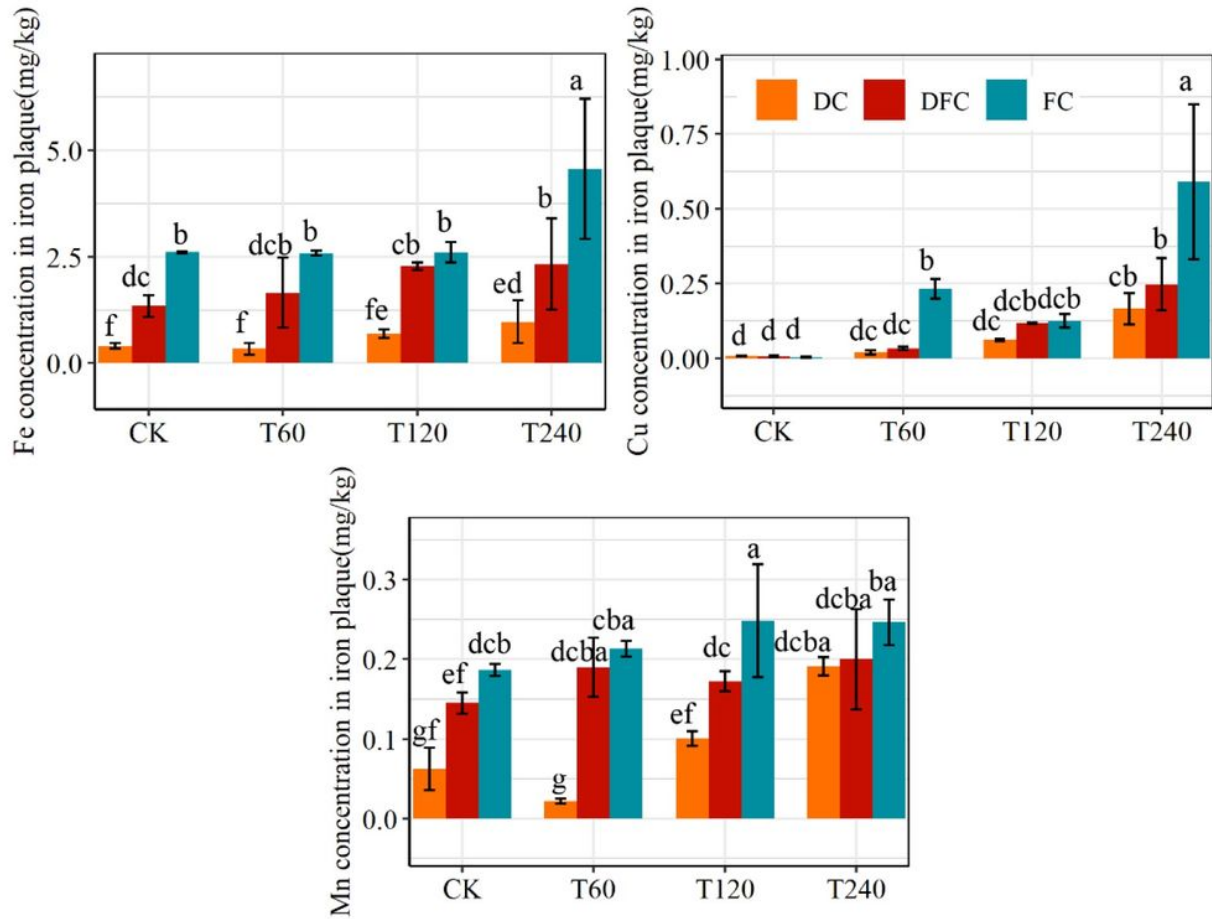 Fe concentration in iron plaque(mg/kg)
5.0
2.5
0.0
f
dc
b
f
dcb
b
fe
cb
b
ed
b
a
CK T60 T120 T240
Cu concentration in iron plaque(mg/kg)
1.00
0.75
0.50
0.25
0.00
DC DFC FC
d d d
dc dc b
dc dcb dcb
cb b a
CK T60 T120 T240
Mn concentration in iron plaque(mg/kg)
0.3
0.2
0.1
0.0
gf
ef
dcb
g
dcba
cba
ef
dc
a
dcba
dcba
ba
CK T60 T120 T240